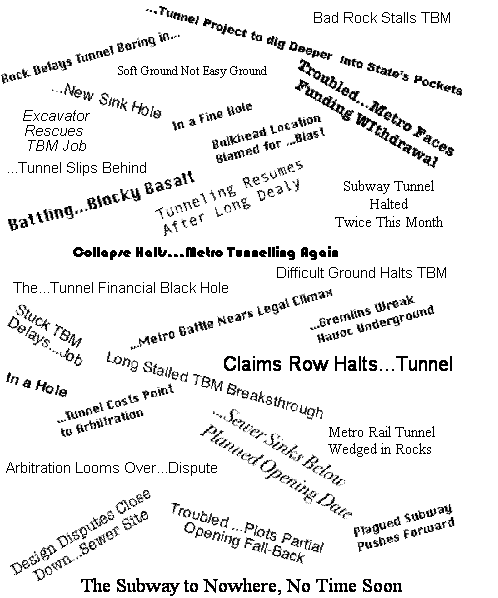 ...Tunnel Project to dig Deeper into State's Pockets
Bad Rock Stalls TBM
Rock Delays Tunnel Boring in...
Soft Ground Not Easy Ground
Troubled...Metro Faces
Funding WIthdrawal
...New Sink Hole
In a Fine Hole
Excavator
Rescues
TBM Job
Bulkhead Location
Blamed for ...Blast
...Tunnel Slips Behind
Battling...Blocky Basalt
Tunneling Resumes
After Long Dealy
Subway Tunnel
Halted
Twice This Month
Collapse Halts...Metro Tunnelling Again
Difficult Ground Halts TBM
The...Tunnel Financial Black Hole
...Metro Battle Nears Legal Climax
...Gremlins Wreak
Havoc Underground
Stuck TBM
Delays...Job
Long Stalled TBM Breaksthrough
Claims Row Halts...Tunnel
In a Hole
...Tunnel Costs Point
to Arbitration
...Sewer Sinks Below
Planned Opening Date
Metro Rail Tunnel
Wedged in Rocks
Arbitration Looms Over...Dispute
Design Disputes Close
Down...Sewer Site
Troubled ...Plots Partial
Opening Fall-Back
Plagued Subway
Pushes Forward
The Subway to Nowhere, No Time Soon